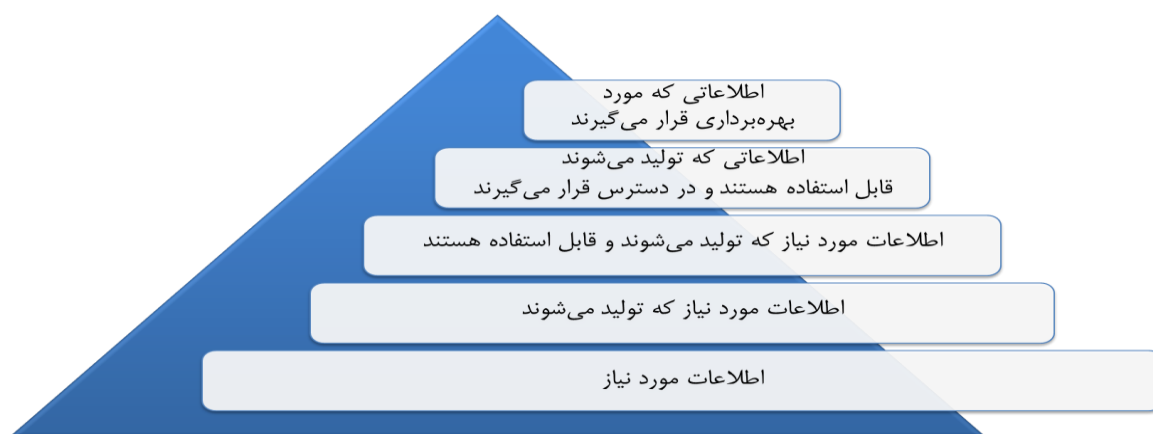 اطلاعاتی که مورد
بهره‌برداری قرار می‌گیرند
اطلاعاتی که تولید می‌شوند
قابل استفاده هستند و در دسترس قرار می‌گیرند
اطلاعات مورد نیاز که تولید می‌شوند و قابل استفاده هستند
اطلاعات مورد نیاز که تولید می‌شوند
اطلاعات مورد نیاز